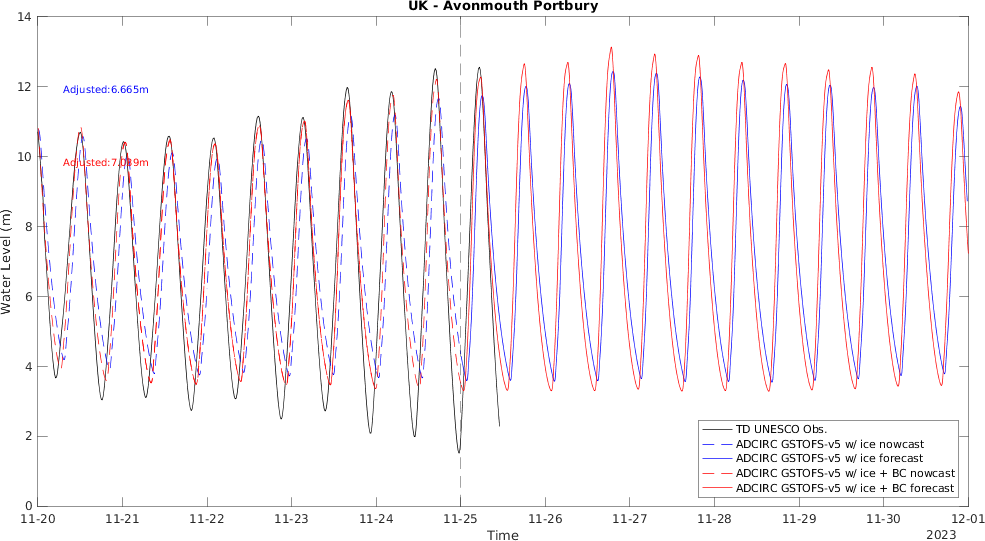 UK - Avonmouth Portbury
14
12
10
8
6
4
2
0
Water Level (m)
Adjusted:6.665m
TD UNESCO Obs.
ADCIRC GSTOFS-v5 w/ ice nowcast
ADCIRC GSTOFS-v5 w/ ice forecast
ADCIRC GSTOFS-v5 w/ ice + BC nowcast
ADCIRC GSTOFS-v5 w/ ice + BC forecast
11-20 11-21 11-22 11-23 11-24 11-25 11-26 11-27 11-28 11-29 11-30 12-01
Time
2023